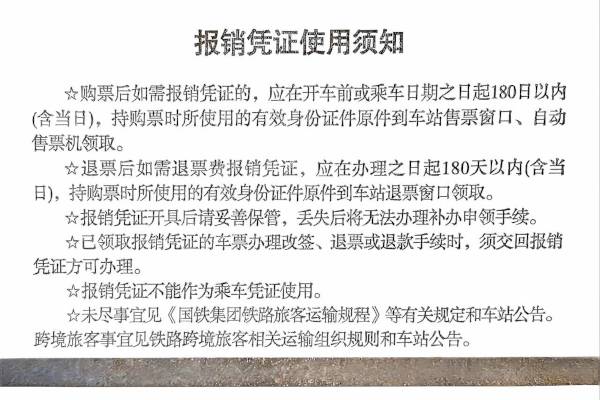 报销凭证使用须知
☆购票后如需报销凭证的，应在开车前或乘车日期之日起180日以内
(含当日)，持购票时所使用的有效身份证件原件到车站售票窗口、自动
售票机领取。
☆退票后如需退票费报销凭证，应在办理之日起180天以内(含当
日)，持购票时所使用的有效身份证件原件到车站退票窗口领取。
☆报销凭证开具后请妥善保管，丢失后将无法办理补办申领手续。
☆已领取报销凭证的车票办理改签、退票或退款手续时，须交回报销
凭证方可办理。
☆报销凭证不能作为乘车凭证使用。
☆未尽事宜见《国铁集团铁路旅客运输规程》等有关规定和车站公告。
跨境旅客事宜见铁路跨境旅客相关运输组织规则和车站公告。